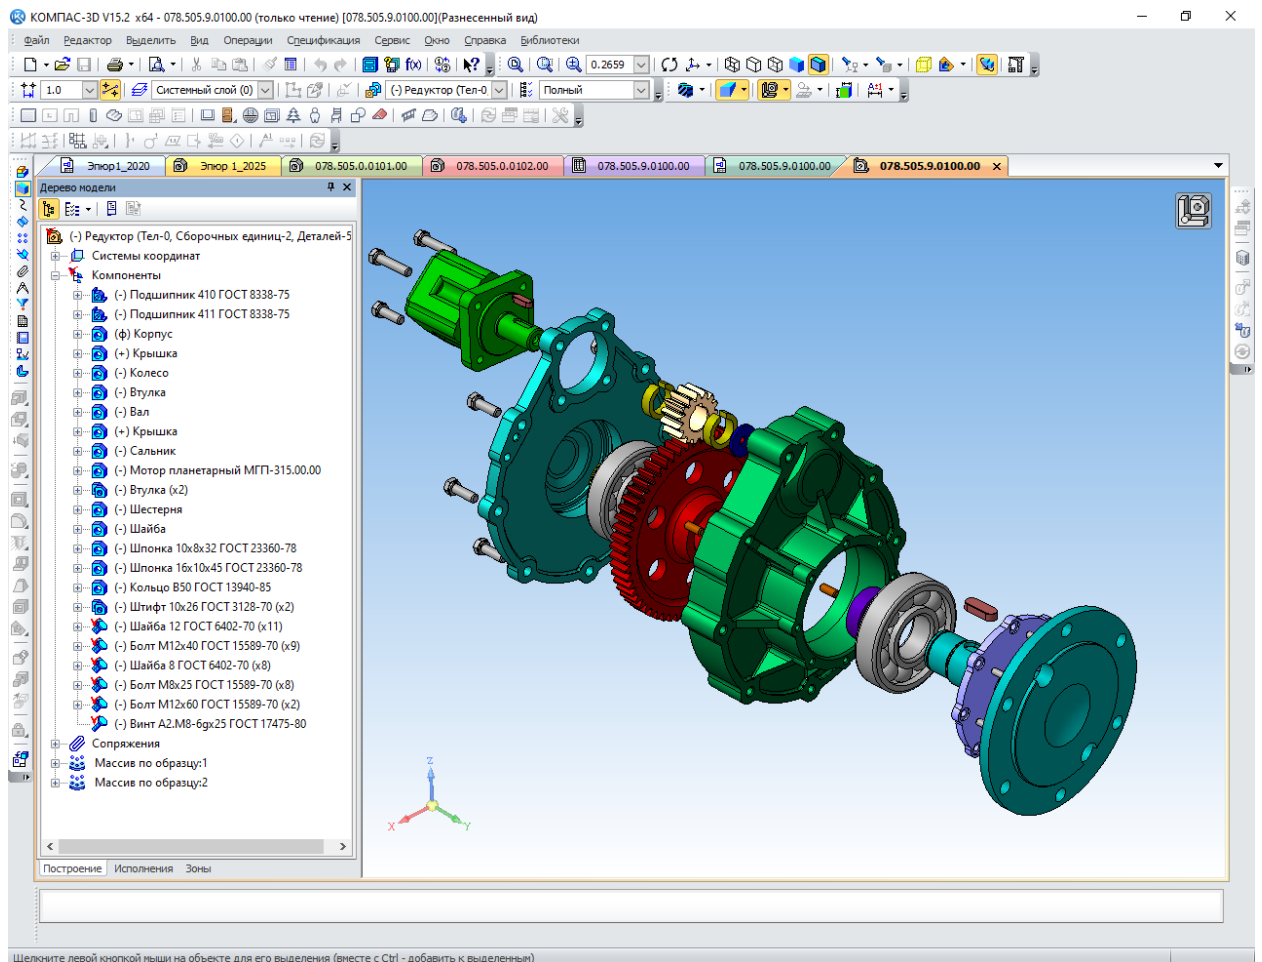 КОМПАС-3D V15.2 x64 - 078.505.9.0100.00 (только чтение) [078.505.9.0100.00](Разнесенный вид)
Файл Редактор Выделить Вид Операции Спецификация Сервис Окно Справка Библиотеки
f(x) 0.2659
1.0 Системный слой (0) (-) Редуктор (Тел-0, Полный
Эпюр1_2020 Эпюр 1_2025 078.505.0.0101.00 078.505.0.0102.00 078.505.9.0100.00 078.505.9.0100.00 078.505.9.0100.00
Дерево модели
(-) Редуктор (Тел-0, Сборочных единиц-2, Деталей-5
Системы координат
Компоненты
(-) Подшипник 410 ГОСТ 8338-75
(-) Подшипник 411 ГОСТ 8338-75
(ф) Корпус
(+) Крышка
(-) Колесо
(-) Втулка
(-) Вал
(+) Крышка
(-) Сальник
(-) Мотор планетарный МГП-315.00.00
(-) Втулка (x2)
(-) Шестерня
(-) Шайба
(-) Шпонка 10x8x32 ГОСТ 23360-78
(-) Шпонка 16x10x45 ГОСТ 23360-78
(-) Кольцо B50 ГОСТ 13940-85
(-) Штифт 10x26 ГОСТ 3128-70 (x2)
(-) Шайба 12 ГОСТ 6402-70 (x11)
(-) Болт M12x40 ГОСТ 15589-70 (x9)
(-) Шайба 8 ГОСТ 6402-70 (x8)
(-) Болт M8x25 ГОСТ 15589-70 (x8)
(-) Болт M12x60 ГОСТ 15589-70 (x2)
(-) Винт A2.M8-6gx25 ГОСТ 17475-80
Сопряжения
Массив по образцу:1
Массив по образцу:2
Z
X
Y
Построение Исполнения Зоны
Щелкните левой кнопкой мыши на объекте для его выделения (вместе с Ctrl - добавить к выделенным)